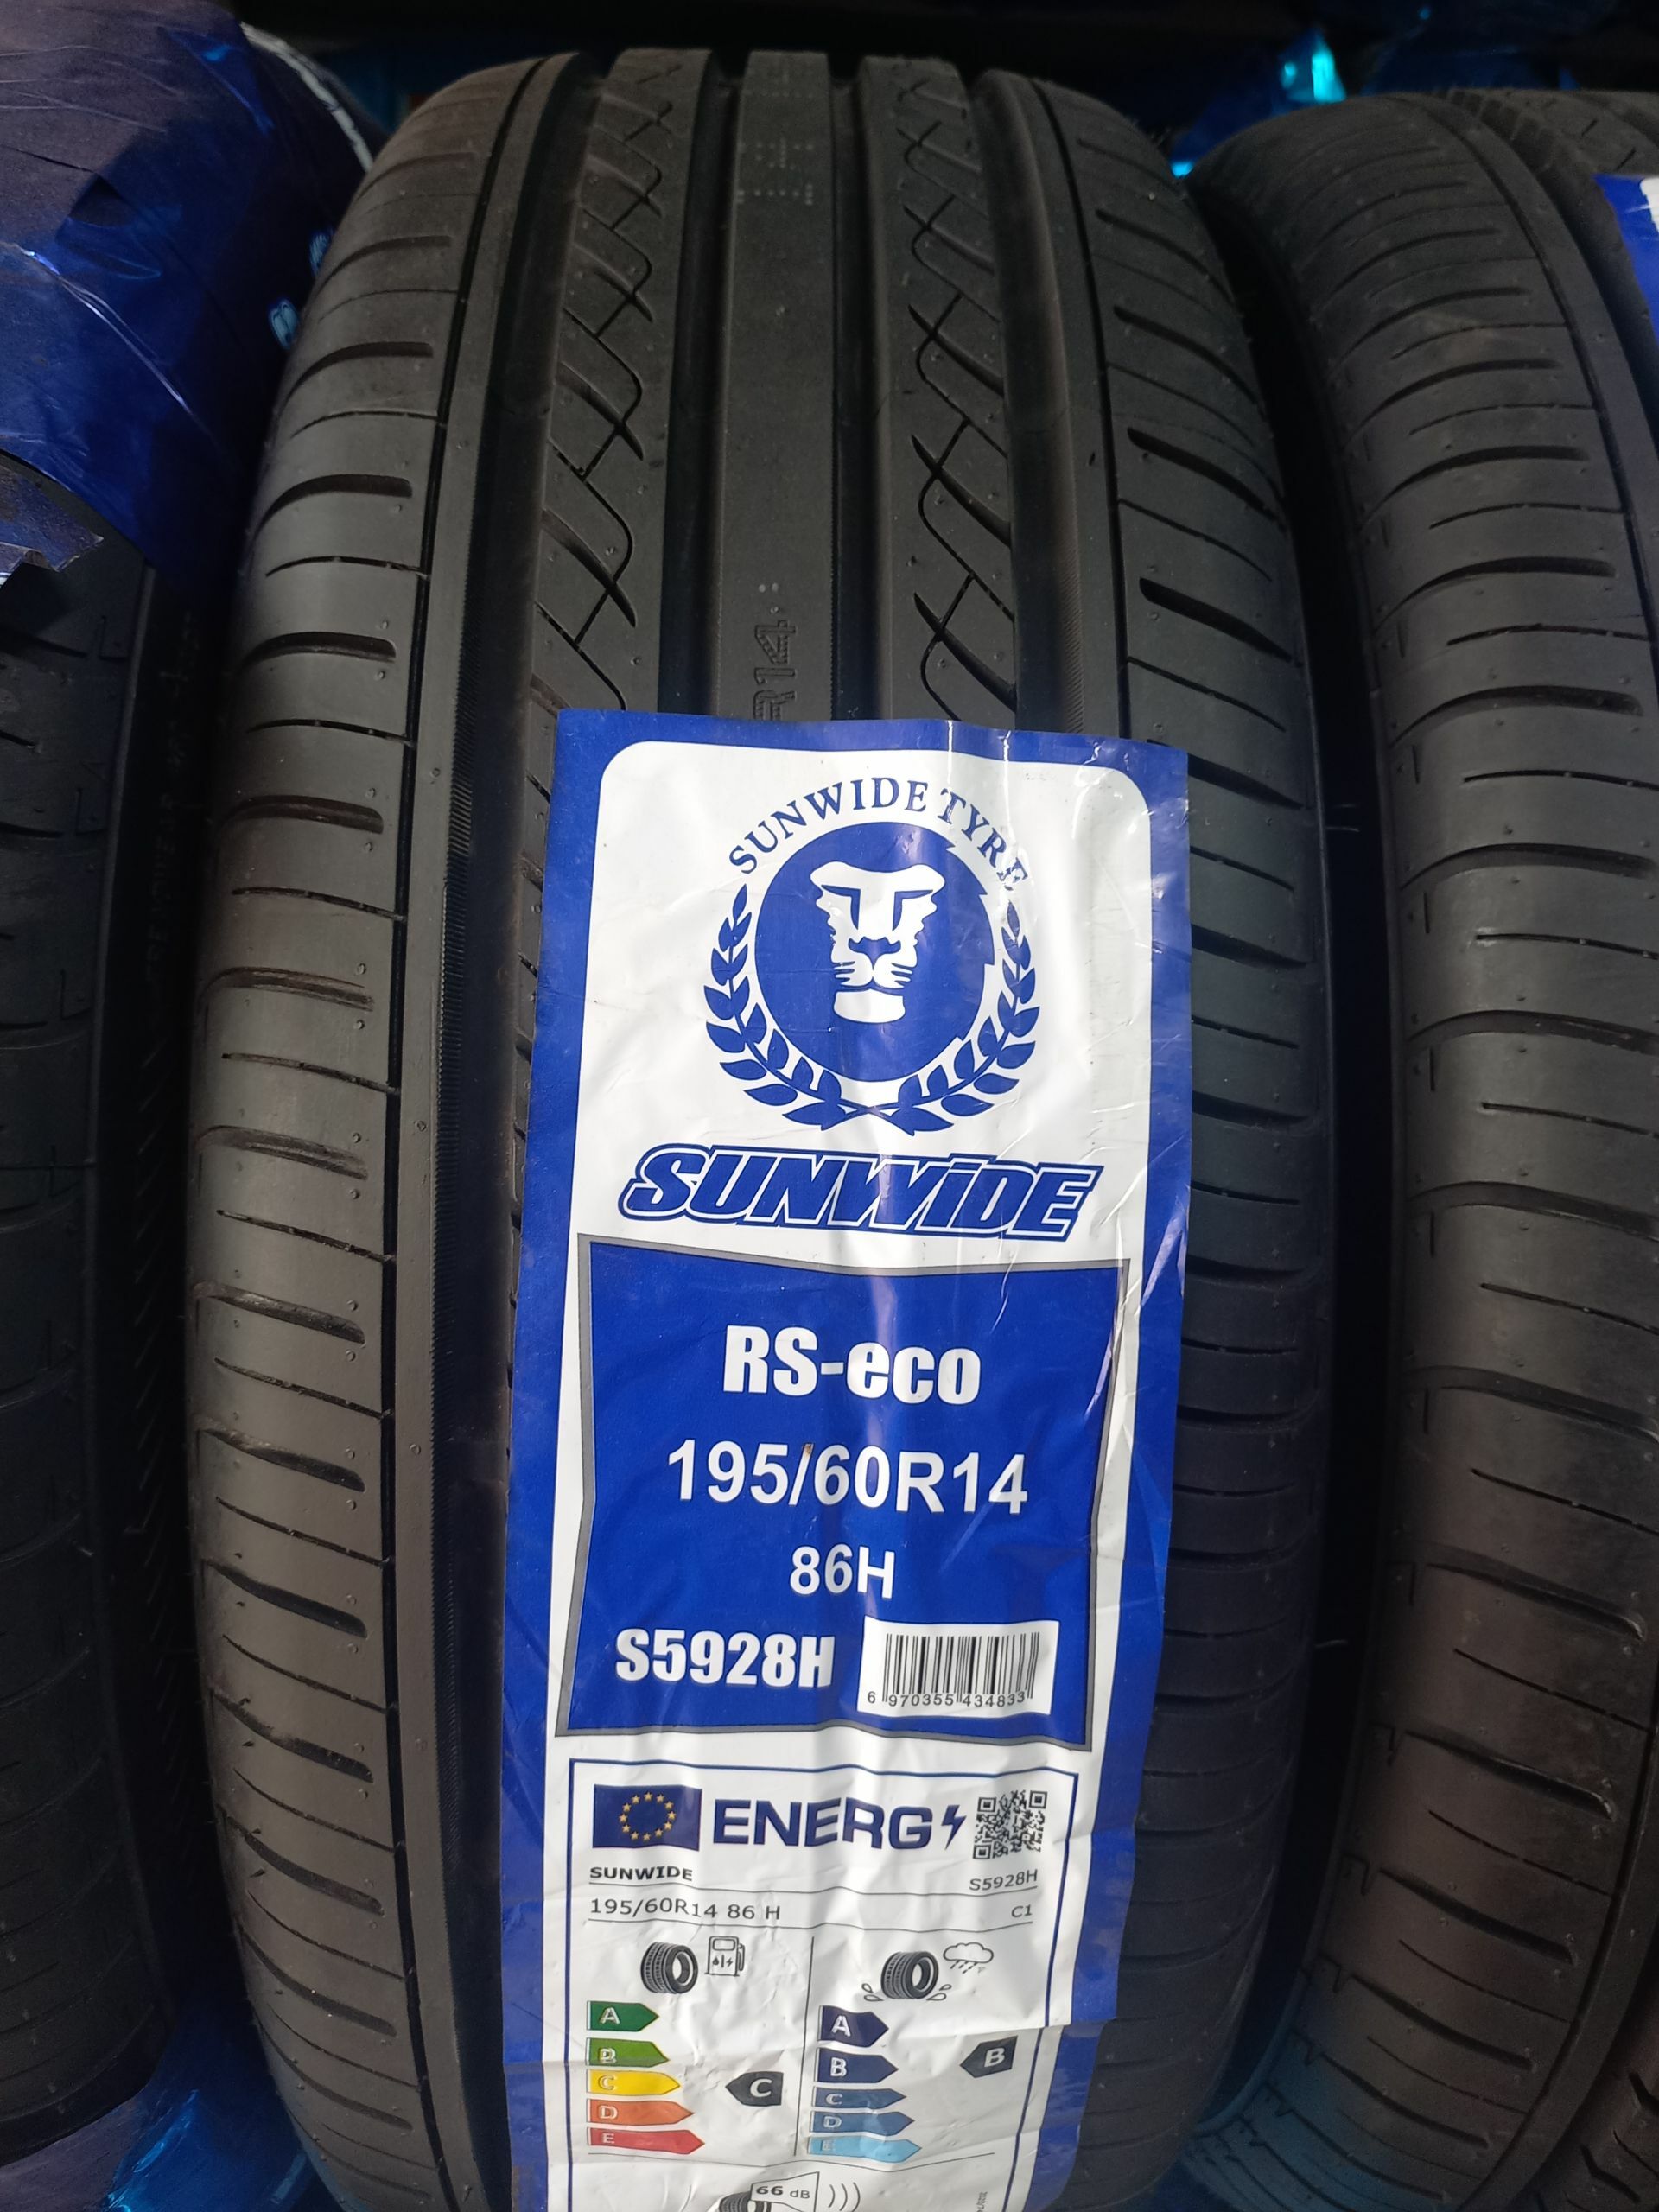 R14
SUNWIDE TYRE
SUNWiDE
RS-eco
195/60R14
86H
S5928H
6 970355 434833
ENERG
SUNWIDE
S5928H
195/60R14 86 H
C1
A
B
C
D
E
C
A
B
C
D
E
B
66 dB